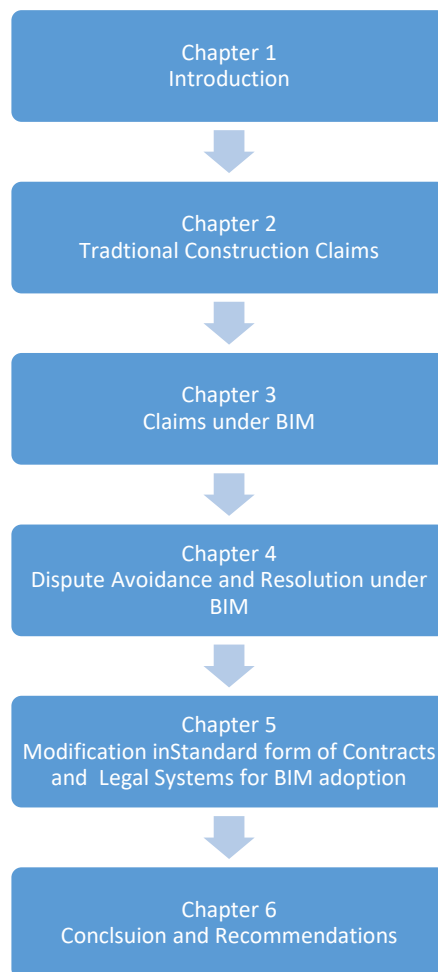 Chapter 1
Introduction
Chapter 2
Tradtional Construction Claims
Chapter 3
Claims under BIM
Chapter 4
Dispute Avoidance and Resolution under
BIM
Chapter 5
Modification inStandard form of Contracts
and Legal Systems for BIM adoption
Chapter 6
Conclsuion and Recommendations